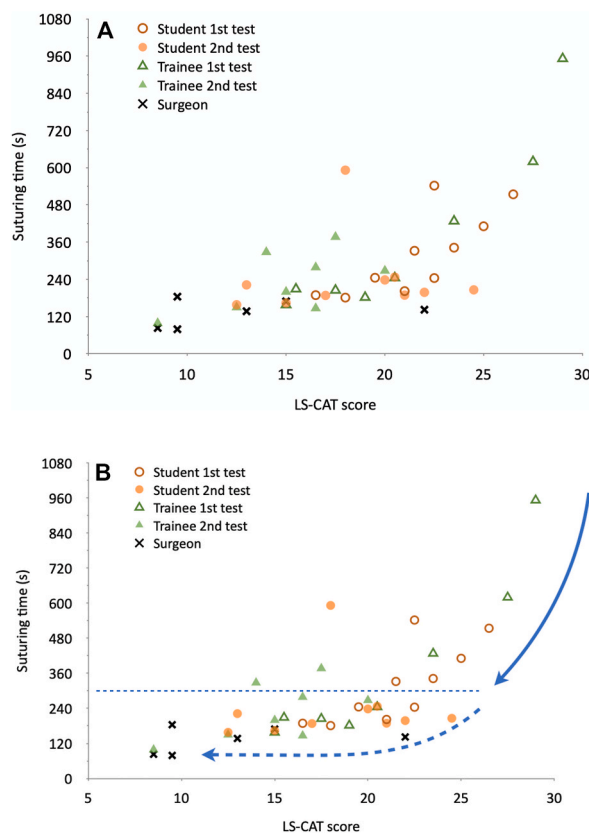 A
Student 1st test
Student 2nd test
Trainee 1st test
Trainee 2nd test
Surgeon
Suturing time (s)
1080
960
840
720
600
480
360
240
120
0
5 10 15 20 25 30
LS-CAT score
B
Student 1st test
Student 2nd test
Trainee 1st test
Trainee 2nd test
Surgeon
Suturing time (s)
1080
960
840
720
600
480
360
240
120
0
5 10 15 20 25 30
LS-CAT score